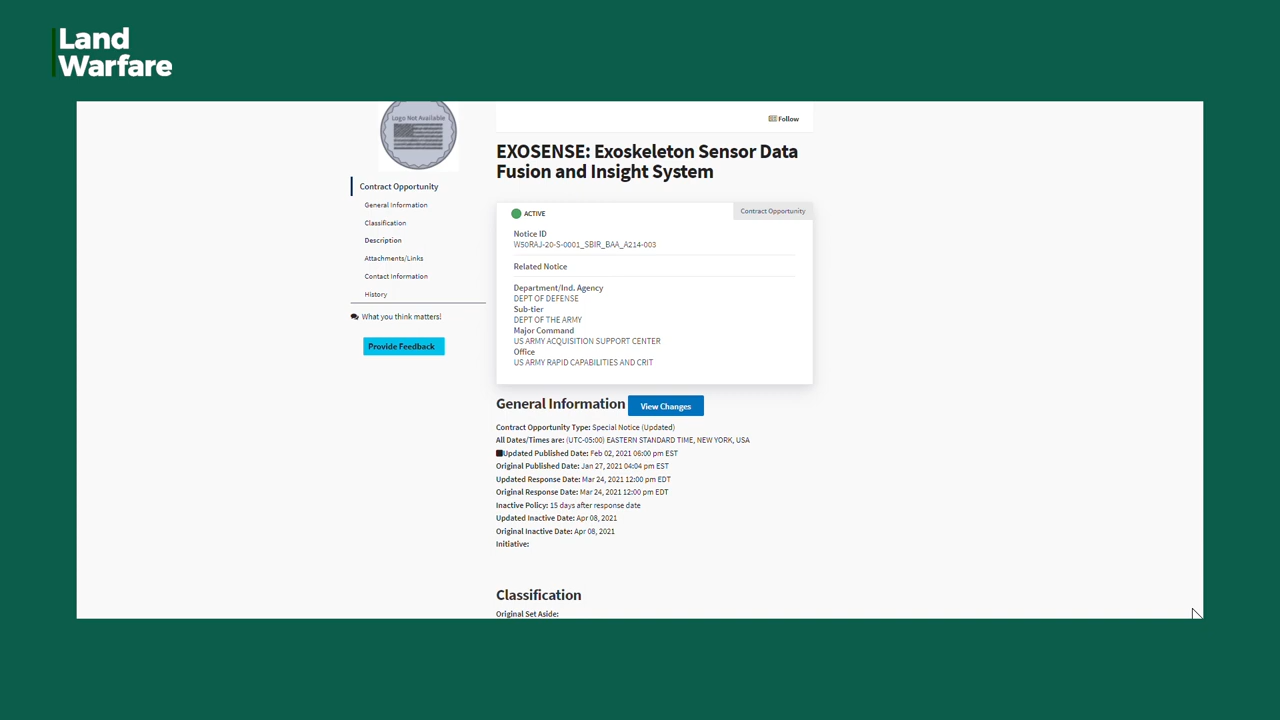 Land
Warfare
Logo Not Available
Follow
EXOSENSE: Exoskeleton Sensor Data
Fusion and Insight System
Contract Opportunity
General Information
Classification
Description
Attachments/Links
Contact Information
History
What you think matters!
Provide Feedback
ACTIVE
Contract Opportunity
Notice ID
W50RAJ-20-S-0001_SBIR_BAA_A214-003
Related Notice
Department/Ind. Agency
DEPT OF DEFENSE
Sub-tier
DEPT OF THE ARMY
Major Command
US ARMY ACQUISITION SUPPORT CENTER
Office
US ARMY RAPID CAPABILITIES AND CRIT
General Information View Changes
Contract Opportunity Type: Special Notice (Updated)
All Dates/Times are: (UTC-05:00) EASTERN STANDARD TIME, NEW YORK, USA
Updated Published Date: Feb 02, 2021 06:00 pm EST
Original Published Date: Jan 27, 2021 04:04 pm EST
Updated Response Date: Mar 24, 2021 12:00 pm EDT
Original Response Date: Mar 24, 2021 12:00 pm EDT
Inactive Policy: 15 days after response date
Updated Inactive Date: Apr 08, 2021
Original Inactive Date: Apr 08, 2021
Initiative:
Classification
Original Set Aside: